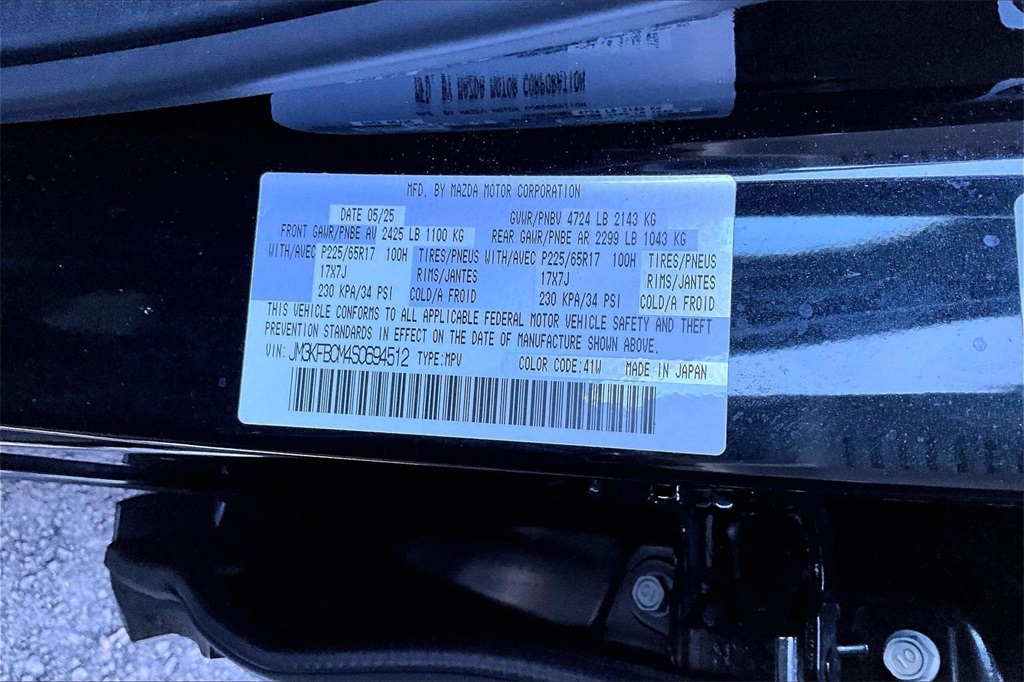 MFD. BY MAZDA MOTOR CORPORATION
DATE 05/25 GVWR/PNBV 4724 LB 2143 KG
FRONT GAWR/PNBE AV 2425 LB 1100 KG REAR GAWR/PNBE AR 2299 LB 1043 KG
WITH/AVEC P225/65R17 100H TIRES/PNEUS WITH/AVEC P225/65R17 100H TIRES/PNEUS
17X7J RIMS/JANTES 17X7J RIMS/JANTES
230 KPA/34 PSI COLD/A FROID 230 KPA/34 PSI COLD/A FROID
THIS VEHICLE CONFORMS TO ALL APPLICABLE FEDERAL MOTOR VEHICLE SAFETY AND THEFT
PREVENTION STANDARDS IN EFFECT ON THE DATE OF MANUFACTURE SHOWN ABOVE.
VIN: JM3KFBCM4S0694512 TYPE:MPV COLOR CODE:41W MADE IN JAPAN
10